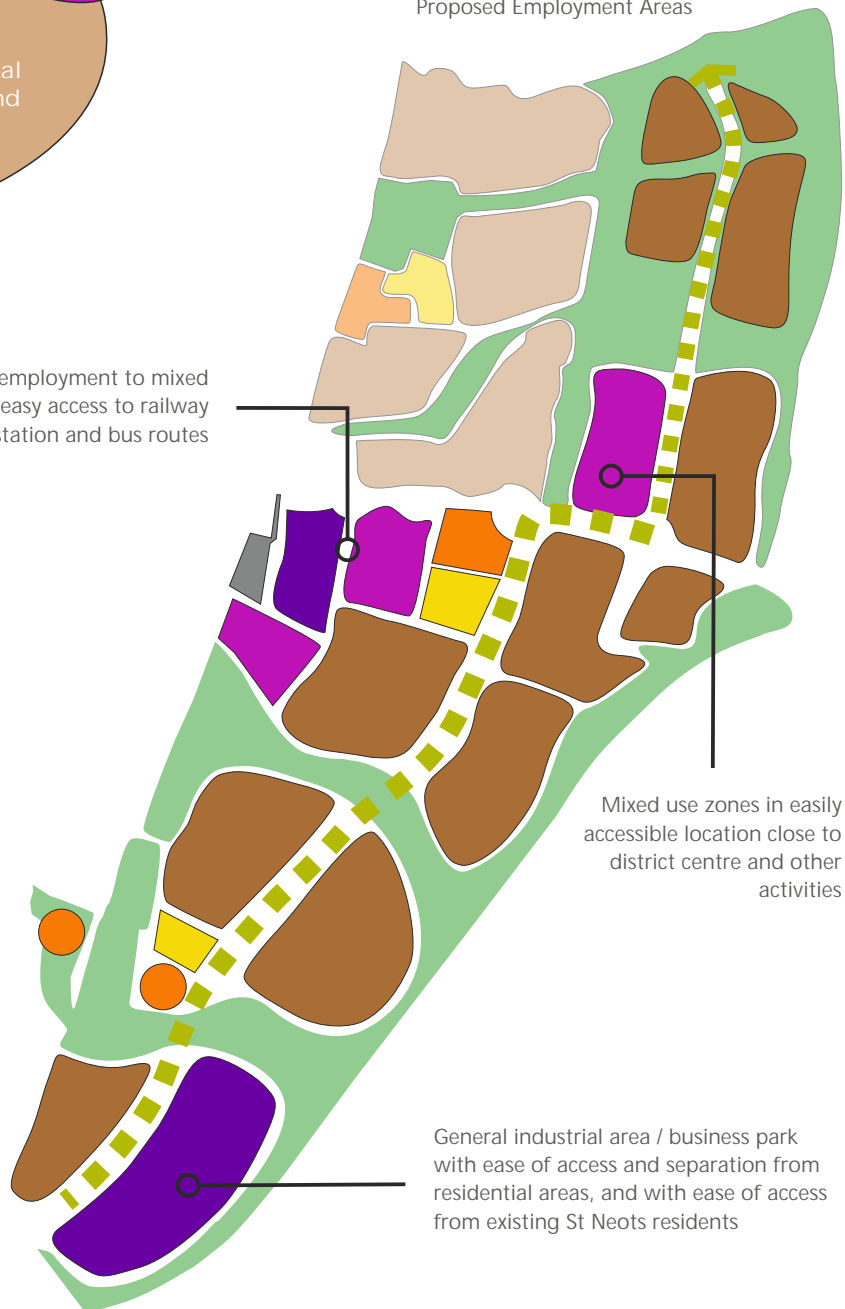 Proposed Employment Areas
al
nd
employment to mixed
easy access to railway
station and bus routes
Mixed use zones in easily
accessible location close to
district centre and other
activities
General industrial area / business park
with ease of access and separation from
residential areas, and with ease of access
from existing St Neots residents